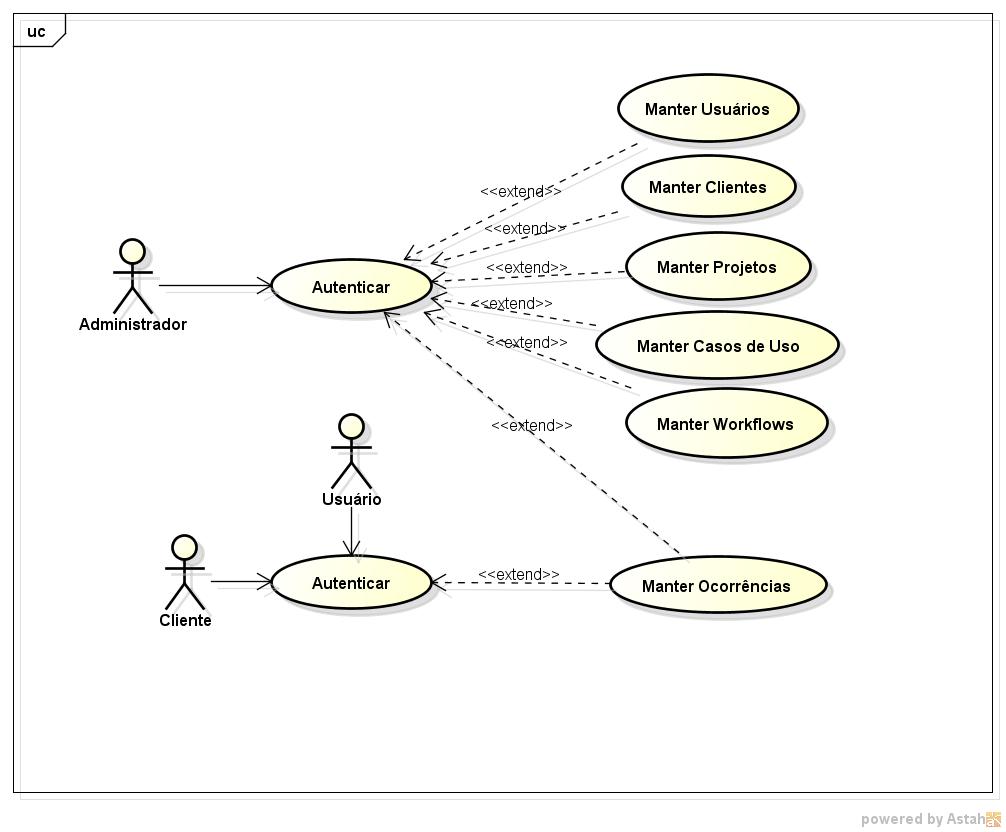 uc
Manter Usuários
<<extend>>
Manter Clientes
<<extend>>
Manter Projetos
<<extend>>
Autenticar
<<extend>>
Administrador
Manter Casos de Uso
<<extend>>
Manter Workflows
<<extend>>
Usuário
<<extend>>
Autenticar
Manter Ocorrências
Cliente
powered by Astah